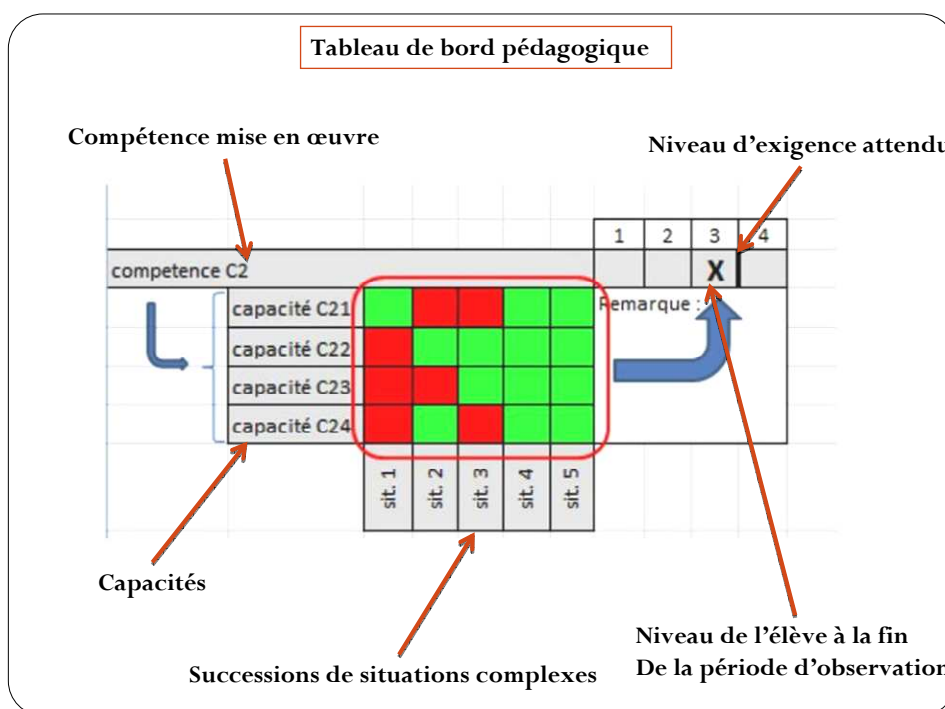 Tableau de bord pédagogique
Compétence mise en œuvre
Niveau d'exigence attendu
1 2 3 4
competence C2 X
capacité C21 Remarque :
capacité C22
capacité C23
capacité C24
sit. 1 sit. 2 sit. 3 sit. 4 sit. 5
Capacités
Successions de situations complexes
Niveau de l'élève à la fin
De la période d'observation